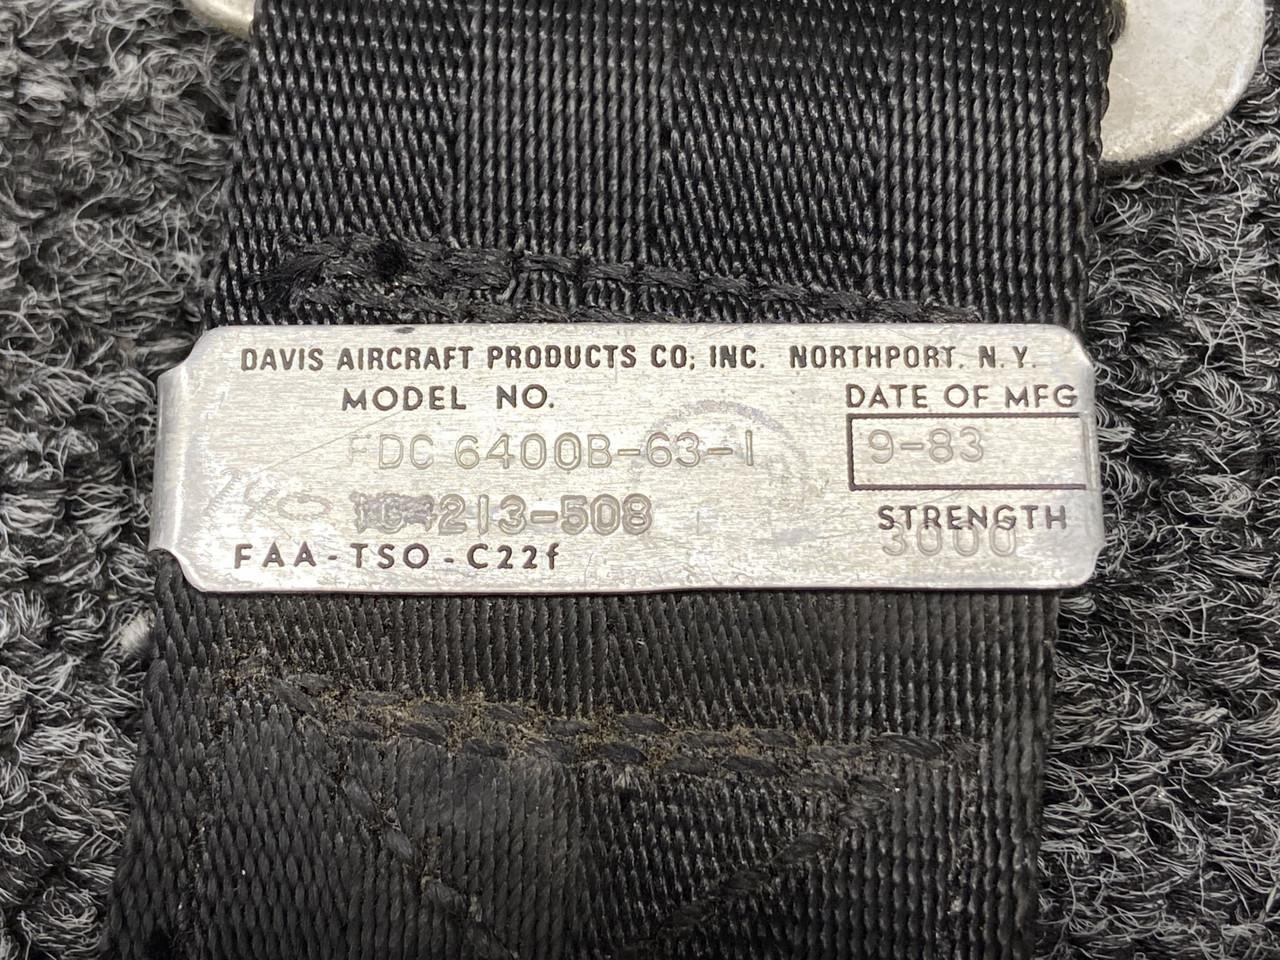 DAVIS AIRCRAFT PRODUCTS CO; INC. NORTHPORT. N. Y.
MODEL NO.
DATE OF MFG
FDC 6400B-63-1
9-83
213-508
STRENGTH
3000
FAA-TSO-C22f